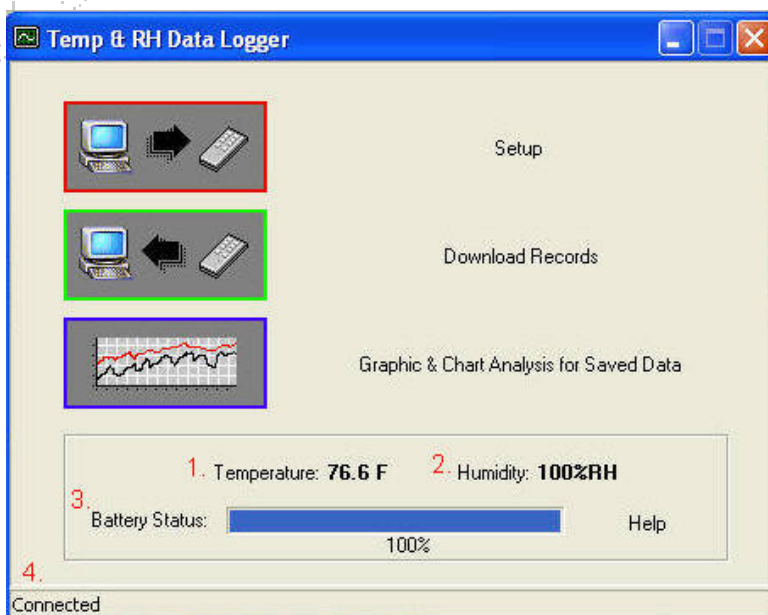 Temp & RH Data Logger
Setup
Download Records
Graphic & Chart Analysis for Saved Data
1. Temperature: 76.6 F 2. Humidity: 100%RH
3.
Battery Status: Help
100%
4.
Connected